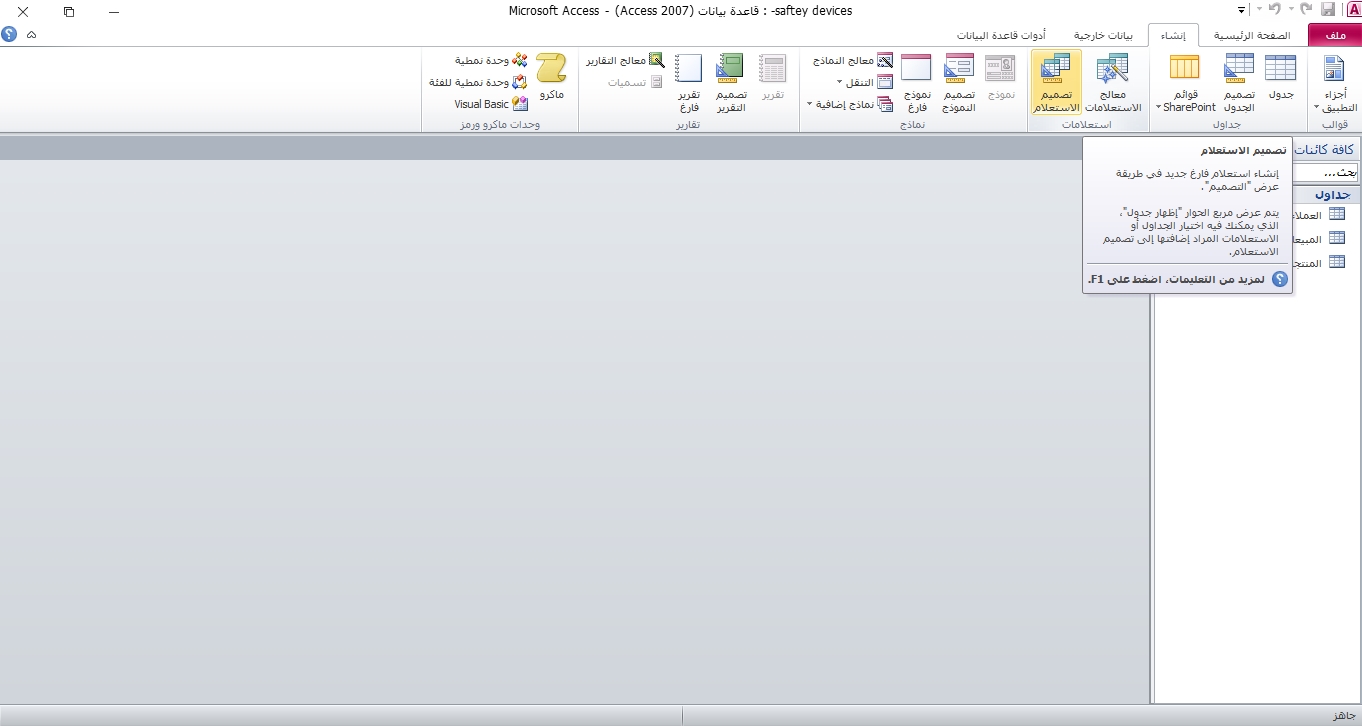 saftey devices- : قاعدة بيانات (Access 2007) - Microsoft Access
ملف
الصفحة الرئيسية
إنشاء
بيانات خارجية
أدوات قاعدة البيانات
أجزاء
التطبيق
قوالب
جدول
تصميم
الجدول
قوائم
SharePoint
جداول
معالج
الاستعلامات
تصميم
الاستعلام
استعلامات
نموذج
تصميم
النموذج
نموذج
فارغ
معالج النماذج
التنقل
نماذج إضافية
نماذج
تقرير
تصميم
التقرير
تقرير
فارغ
معالج التقارير
تسميات
تقارير
ماكرو
وحدة نمطية
وحدة نمطية للفئة
Visual Basic
وحدات ماكرو ورمز
كافة كائنات
بحث...
جداول
العملاء
المبيعا
المنتج
تصميم الاستعلام
إنشاء استعلام فارغ جديد في طريقة
عرض "التصميم".
يتم عرض مربع الحوار "إظهار جدول"،
الذي يمكنك فيه اختيار الجداول أو
الاستعلامات المراد إضافتها إلى تصميم
الاستعلام.
لمزيد من التعليمات، اضغط على F1.
جاهز